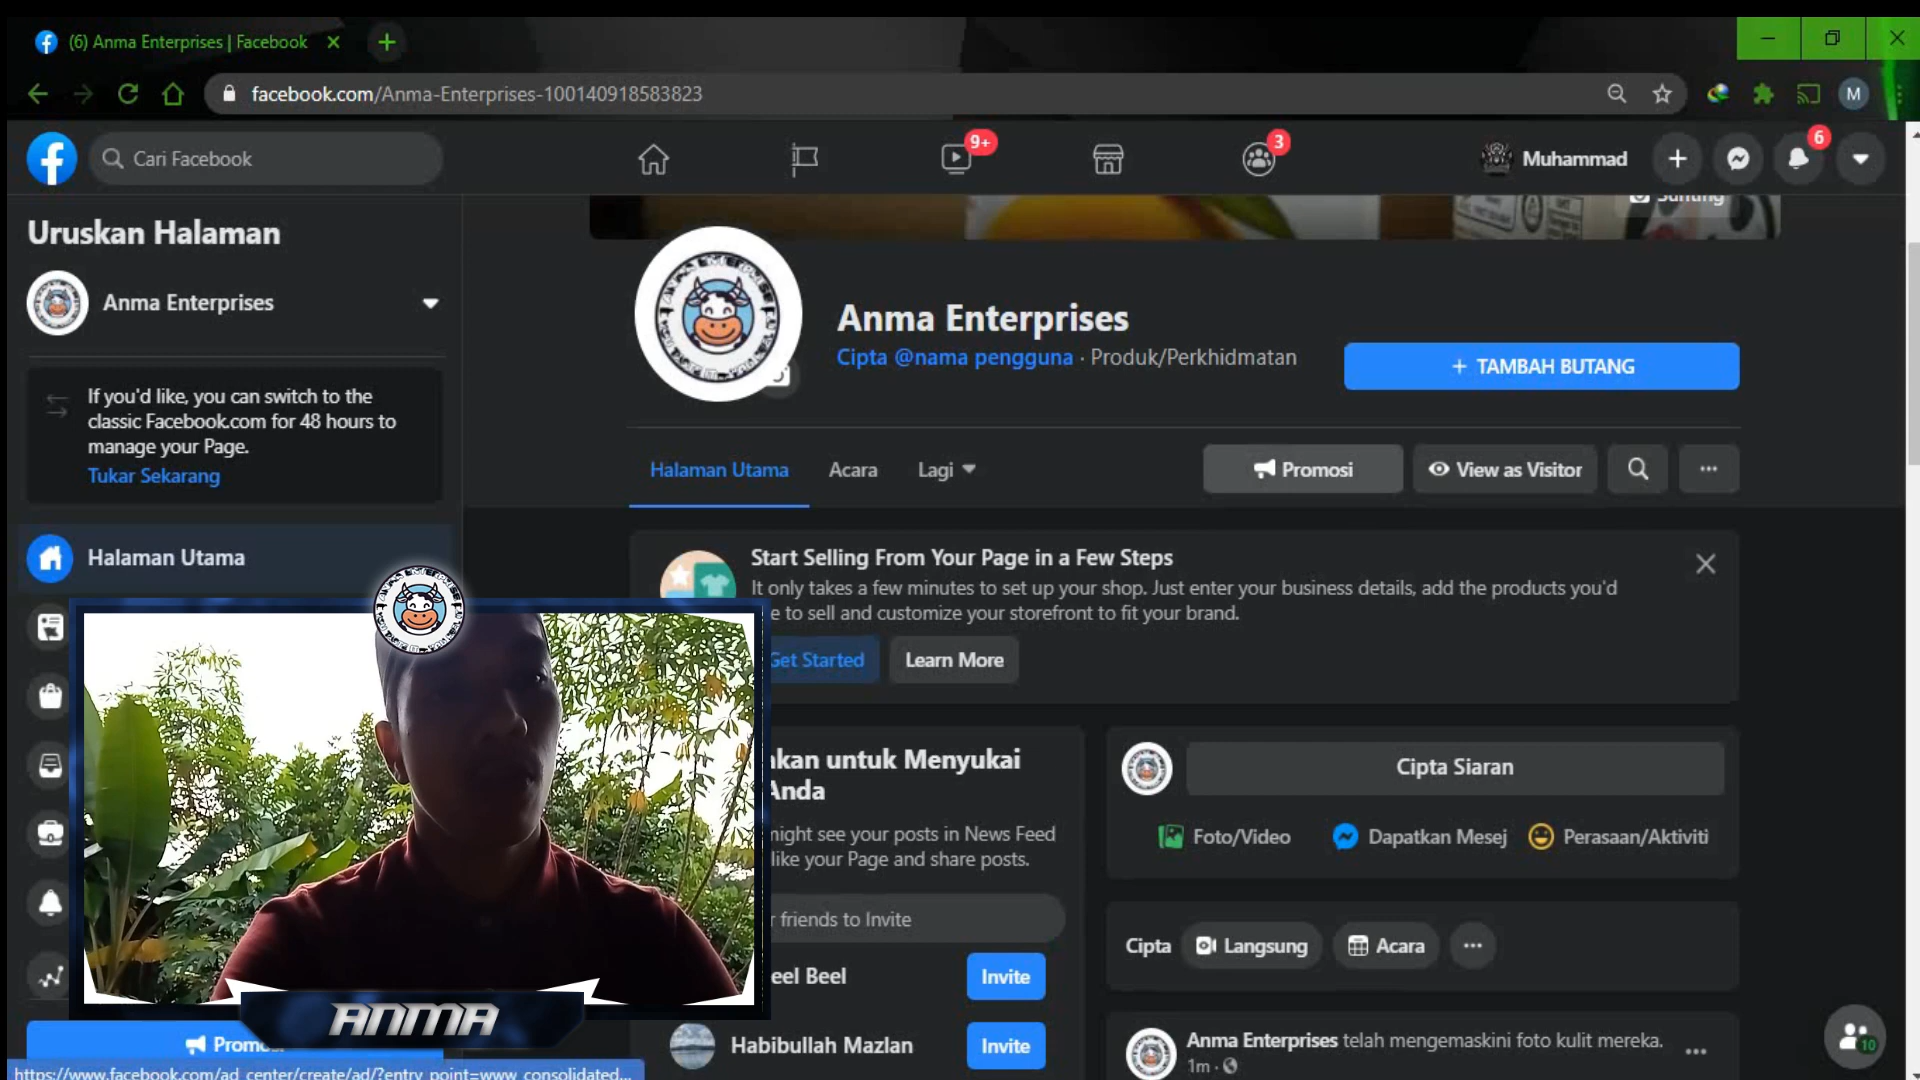 (6) Anma Enterprises | Facebook
facebook.com/Anma-Enterprises-100140918583823
M
Cari Facebook
9+
3
Muhammad
6
Uruskan Halaman
Anma Enterprises
If you'd like, you can switch to the
classic Facebook.com for 48 hours to
manage your Page.
Tukar Sekarang
Halaman Utama
Promo
https://www.facebook.com/ad_center/create/ad/?entry_point=www_consolidated...
ANMA
Sunting
Anma Enterprises
Cipta @nama pengguna · Produk/Perkhidmatan
+ TAMBAH BUTANG
Halaman Utama
Acara
Lagi
Promosi
View as Visitor
Start Selling From Your Page in a Few Steps
It only takes a few minutes to set up your shop. Just enter your business details, add the products you'd
e to sell and customize your storefront to fit your brand.
Get Started
Learn More
akan untuk Menyukai
Anda
might see your posts in News Feed
like your Page and share posts.
r friends to Invite
eel Beel
Invite
Habibullah Mazlan
Invite
Cipta Siaran
Foto/Video
Dapatkan Mesej
Perasaan/Aktiviti
Cipta
Langsung
Acara
Anma Enterprises telah mengemaskini foto kulit mereka.
1m ·
10